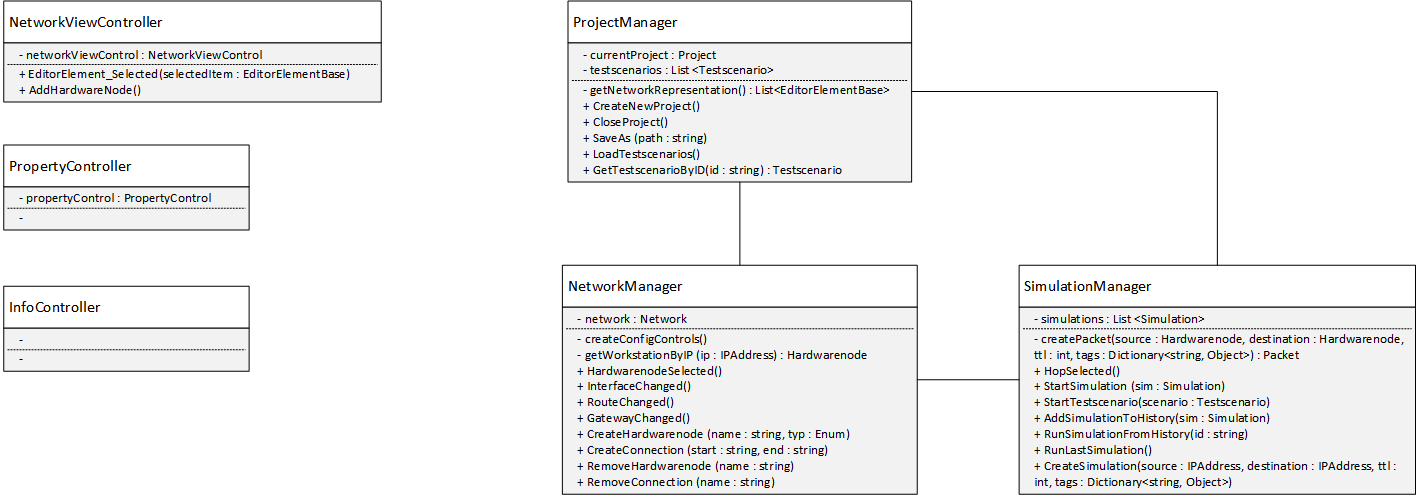 NetworkViewController
- networkViewControl : NetworkViewControl
+ EditorElement_Selected(selectedItem : EditorElementBase)
+ AddHardwareNode()
PropertyController
- propertyControl : PropertyControl
-
InfoController
-
-
ProjectManager
- currentProject : Project
- testscenarios : List <Testscenario>
- getNetworkRepresentation() : List<EditorElementBase>
+ CreateNewProject()
+ CloseProject()
+ SaveAs (path : string)
+ LoadTestscenarios()
+ GetTestscenarioByID(id : string) : Testscenario
NetworkManager
- network : Network
- createConfigControls()
- getWorkstationByIP (ip : IPAddress) : Hardwarenode
+ HardwarenodeSelected()
+ InterfaceChanged()
+ RouteChanged()
+ GatewayChanged()
+ CreateHardwarenode (name : string, typ : Enum)
+ CreateConnection (start : string, end : string)
+ RemoveHardwarenode (name : string)
+ RemoveConnection (name : string)
SimulationManager
- simulations : List <Simulation>
- createPacket(source : Hardwarenode, destination : Hardwarenode,
ttl : int, tags : Dictionary<string, Object>) : Packet
+ HopSelected()
+ StartSimulation (sim : Simulation)
+ StartTestscenario(scenario : Testscenario)
+ AddSimulationToHistory(sim : Simulation)
+ RunSimulationFromHistory(id : string)
+ RunLastSimulation()
+ CreateSimulation(source : IPAddress, destination : IPAddress, ttl :
int, tags : Dictionary<string, Object>)